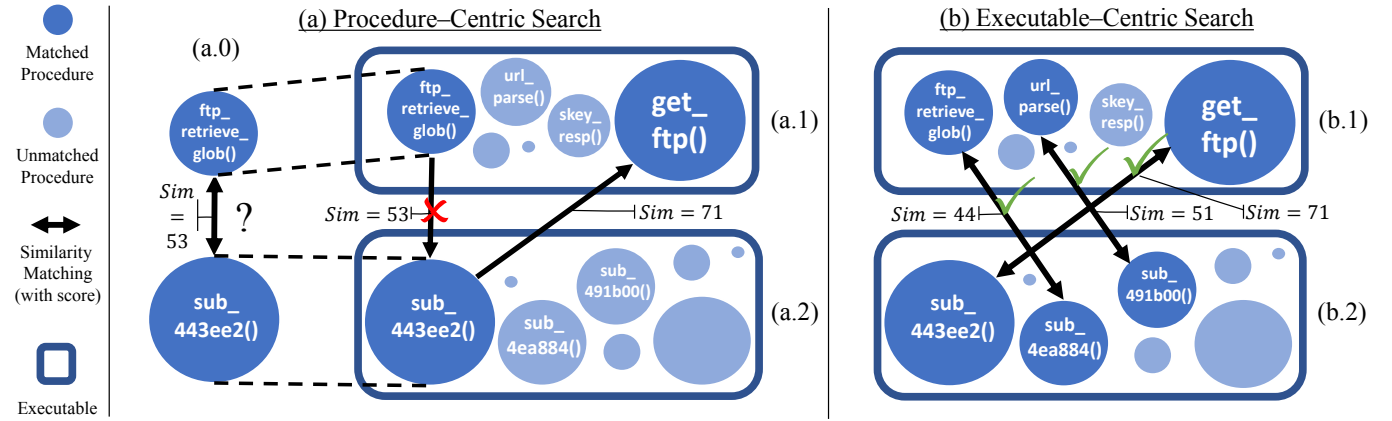 Matched
Procedure
Unmatched
Procedure
Similarity
Matching
(with score)
Executable
(a) Procedure–Centric Search
(a.0)
ftp_
retrieve_
glob()
Sim
=
53
?
sub_
443ee2()
ftp_
retrieve_
glob()
url_
parse()
skey_
resp()
get_
ftp()
(a.1)
Sim = 53
Sim = 71
sub_
443ee2()
sub_
4ea884()
sub_
491b00()
(a.2)
(b) Executable–Centric Search
ftp_
retrieve_
glob()
url_
parse()
skey_
resp()
get_
ftp()
(b.1)
Sim = 44
Sim = 51
Sim = 71
sub_
443ee2()
sub_
4ea884()
sub_
491b00()
(b.2)